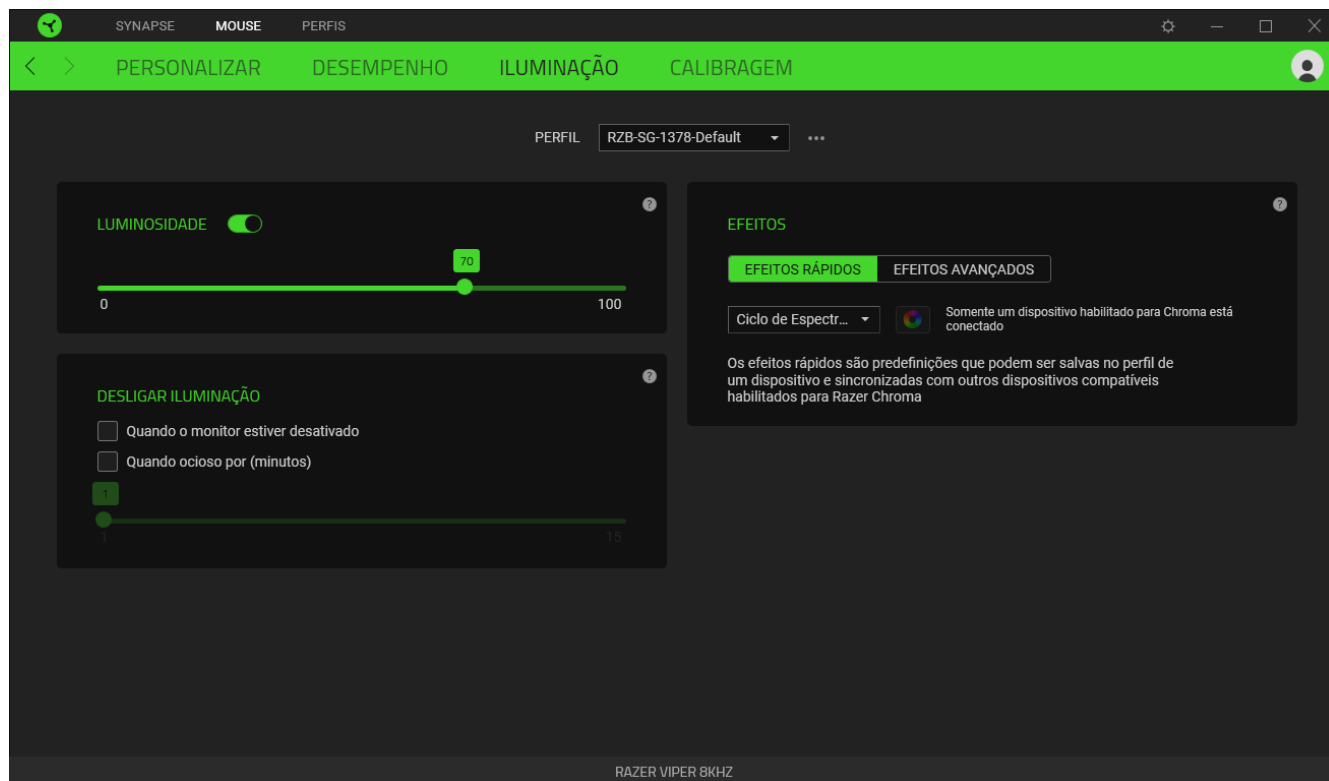 SYNAPSE MOUSE PERFIS
PERSONALIZAR DESEMPENHO ILUMINAÇÃO CALIBRAGEM
PERFIL RZB-SG-1378-Default
LUMINOSIDADE
70
0 100
DESLIGAR ILUMINAÇÃO
Quando o monitor estiver desativado
Quando ocioso por (minutos)
1
1 15
EFEITOS
EFEITOS RÁPIDOS EFEITOS AVANÇADOS
Ciclo de Espectr...
Somente um dispositivo habilitado para Chroma está
conectado
Os efeitos rápidos são predefinições que podem ser salvas no perfil de
um dispositivo e sincronizadas com outros dispositivos compatíveis
habilitados para Razer Chroma
RAZER VIPER 8KHZ